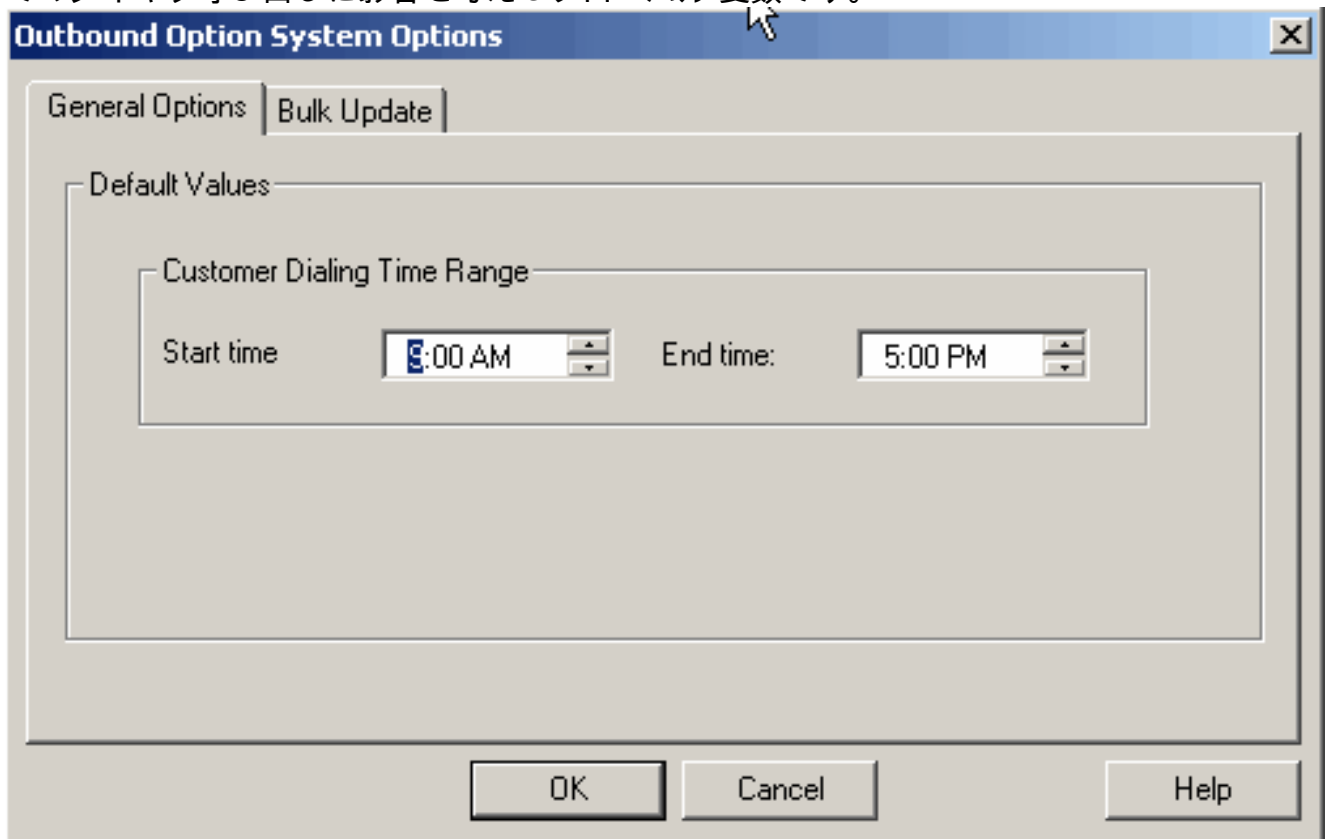 Outbound Option System Options
General Options Bulk Update
Default Values
Customer Dialing Time Range
Start time 9:00 AM End time: 5:00 PM
OK Cancel Help